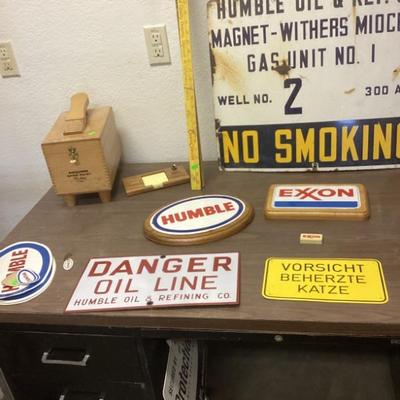 HUMBLE OIL & REF.
MAGNET-WITHERS MIOC
GAS UNIT NO. 1
WELL NO. 2 300 A
NO SMOKING
HUMBLE
EXXON
DANGER
OIL LINE
HUMBLE OIL & REFINING CO.
VORSICHT
BEHERZTE
KATZE